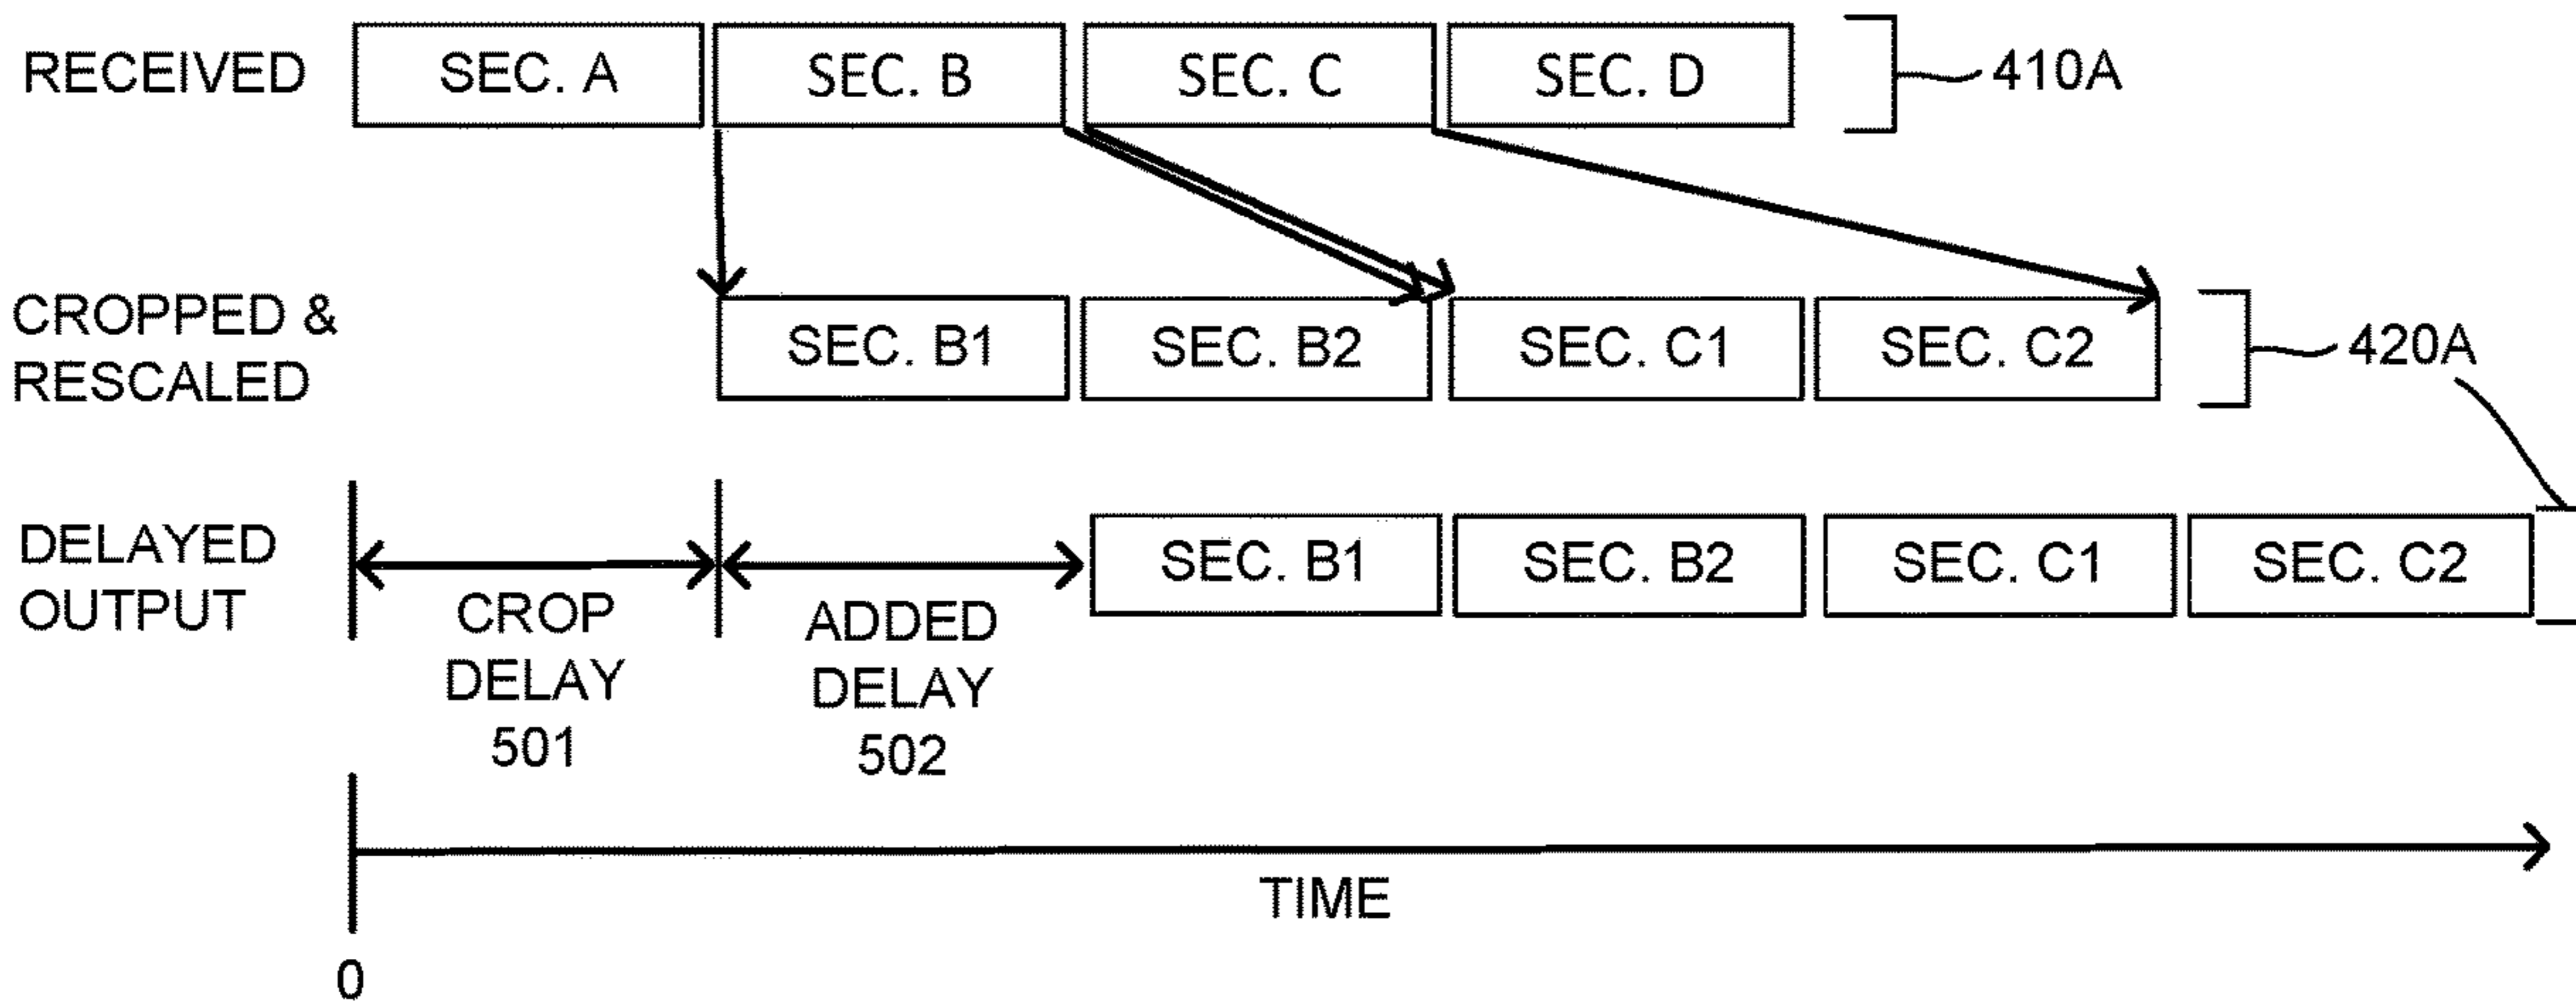 RECEIVED
SEC. A
SEC. B
SEC. C
SEC. D
410A
CROPPED &
RESCALED
SEC. B1
SEC. B2
SEC. C1
SEC. C2
420A
DELAYED
OUTPUT
CROP
DELAY
501
ADDED
DELAY
502
SEC. B1
SEC. B2
SEC. C1
SEC. C2
TIME
0